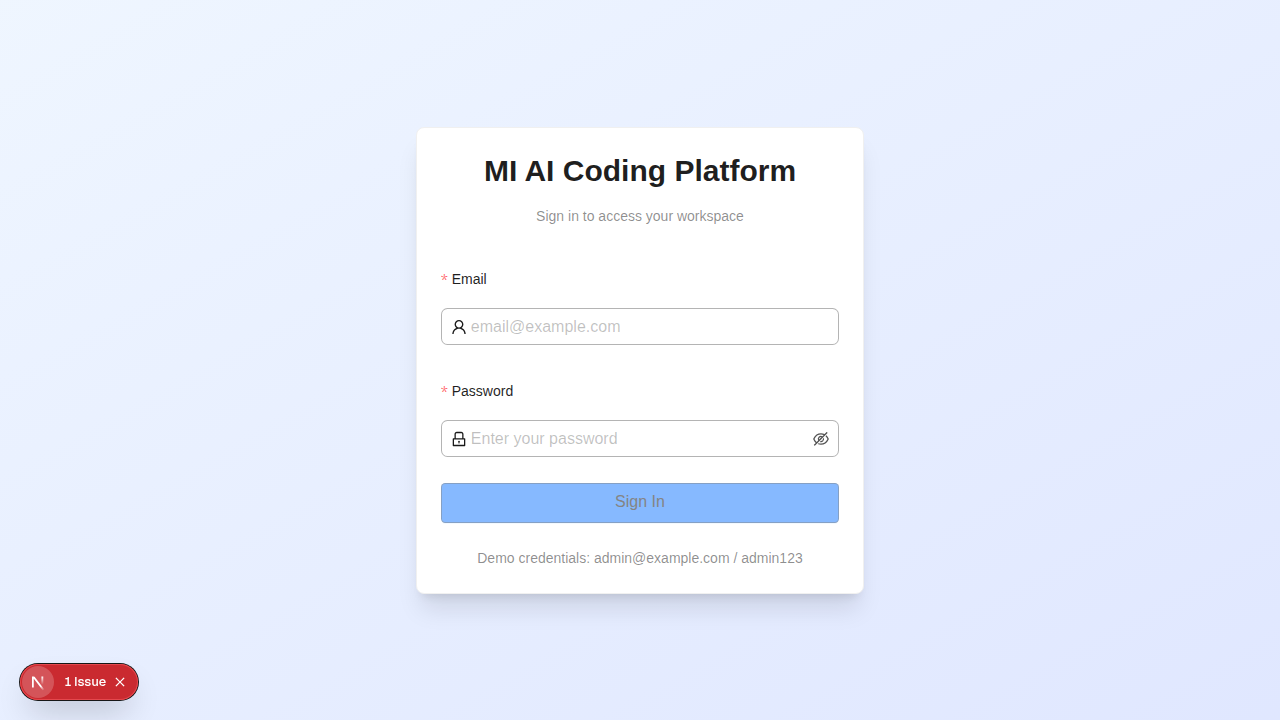 MI AI Coding Platform
Sign in to access your workspace
* Email
email@example.com
* Password
Enter your password
Sign In
Demo credentials: admin@example.com / admin123
N 1 Issue